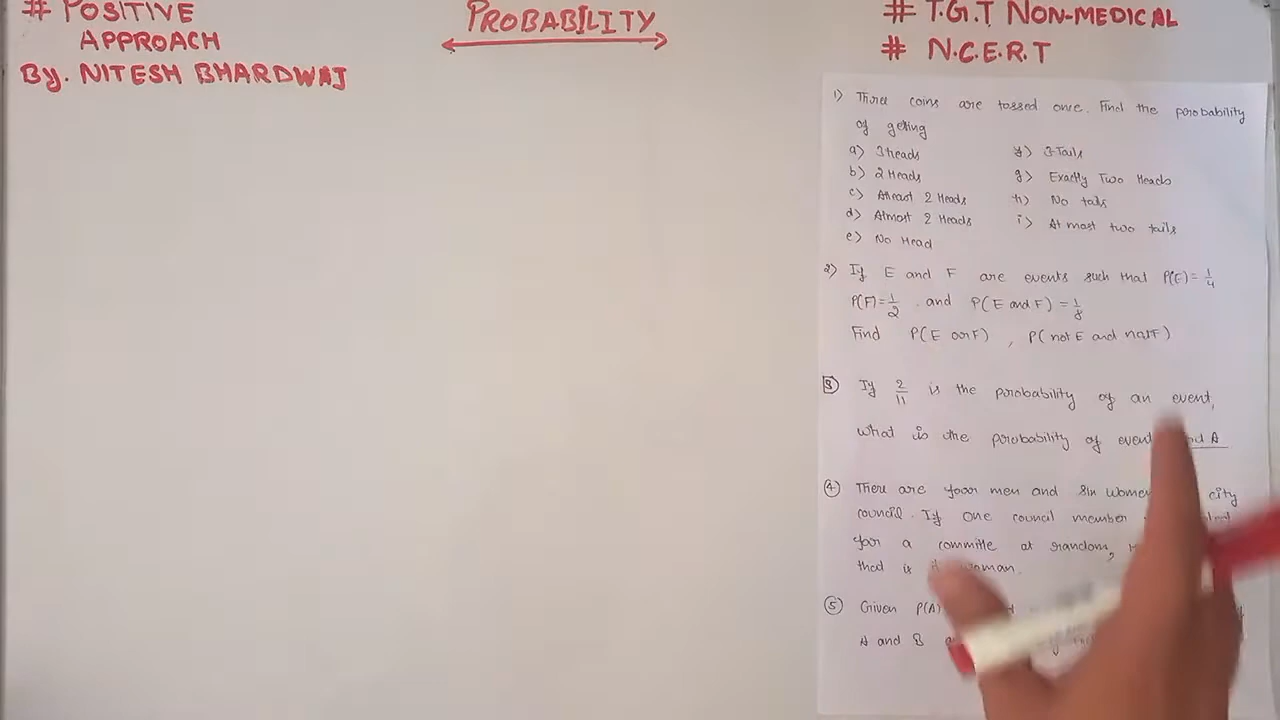 # POSITIVE
APPROACH
By. NITESH BHARDWAJ
PROBABILITY
# T.G.T NON-MEDICAL
# N.C.E.R.T
1) Three coins are tossed once. Find the probability
of geting
a) 3 heads
b) 2 Heads
c) Atleast 2 Heads
d) Atmost 2 Heads
e) No Head
f) 3 Tails
g) Exactly Two Heads
h) No tails
i) At most two tails
2) If E and F are events such that P(E)=1/4
P(F)=1/2 . and P(E and F) = 1/8
Find P(E or F) , P(not E and not F)
3 If 2/11 is the probability of an event,
what is the probability of event A
4 There are four men and six women city
council. If one council member
for a committe at random,
that is woman.
5 Given P(A)
A and B